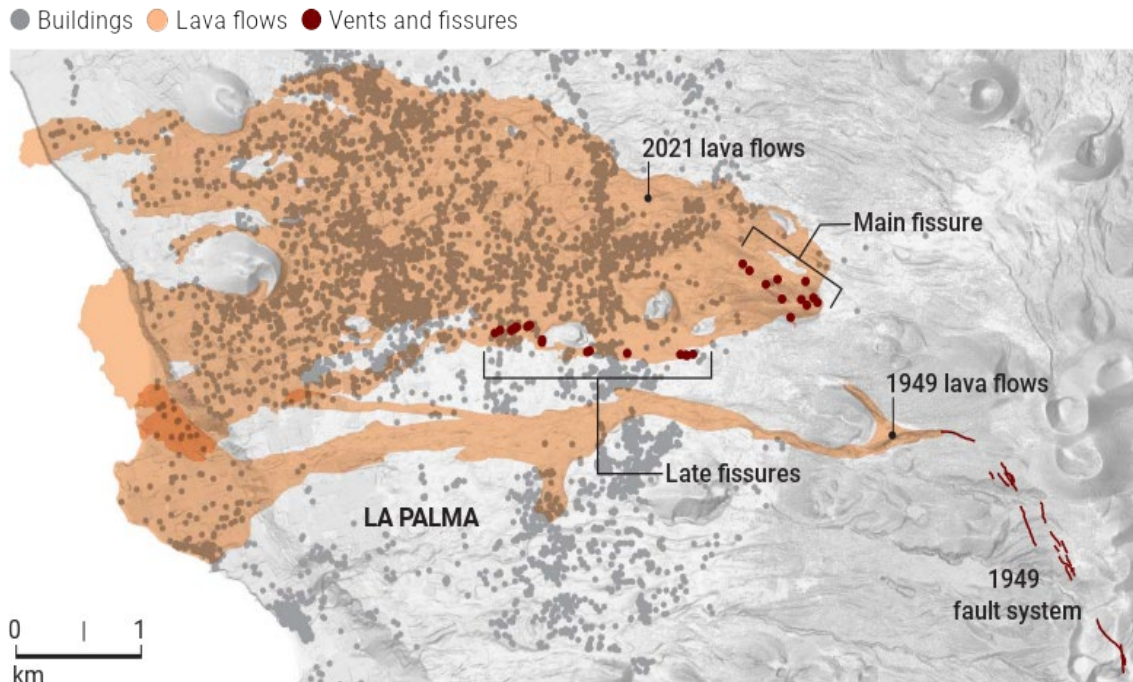 Buildings Lava flows Vents and fissures
2021 lava flows
Main fissure
1949 lava flows
Late fissures
LA PALMA
1949
fault system
0 1
km